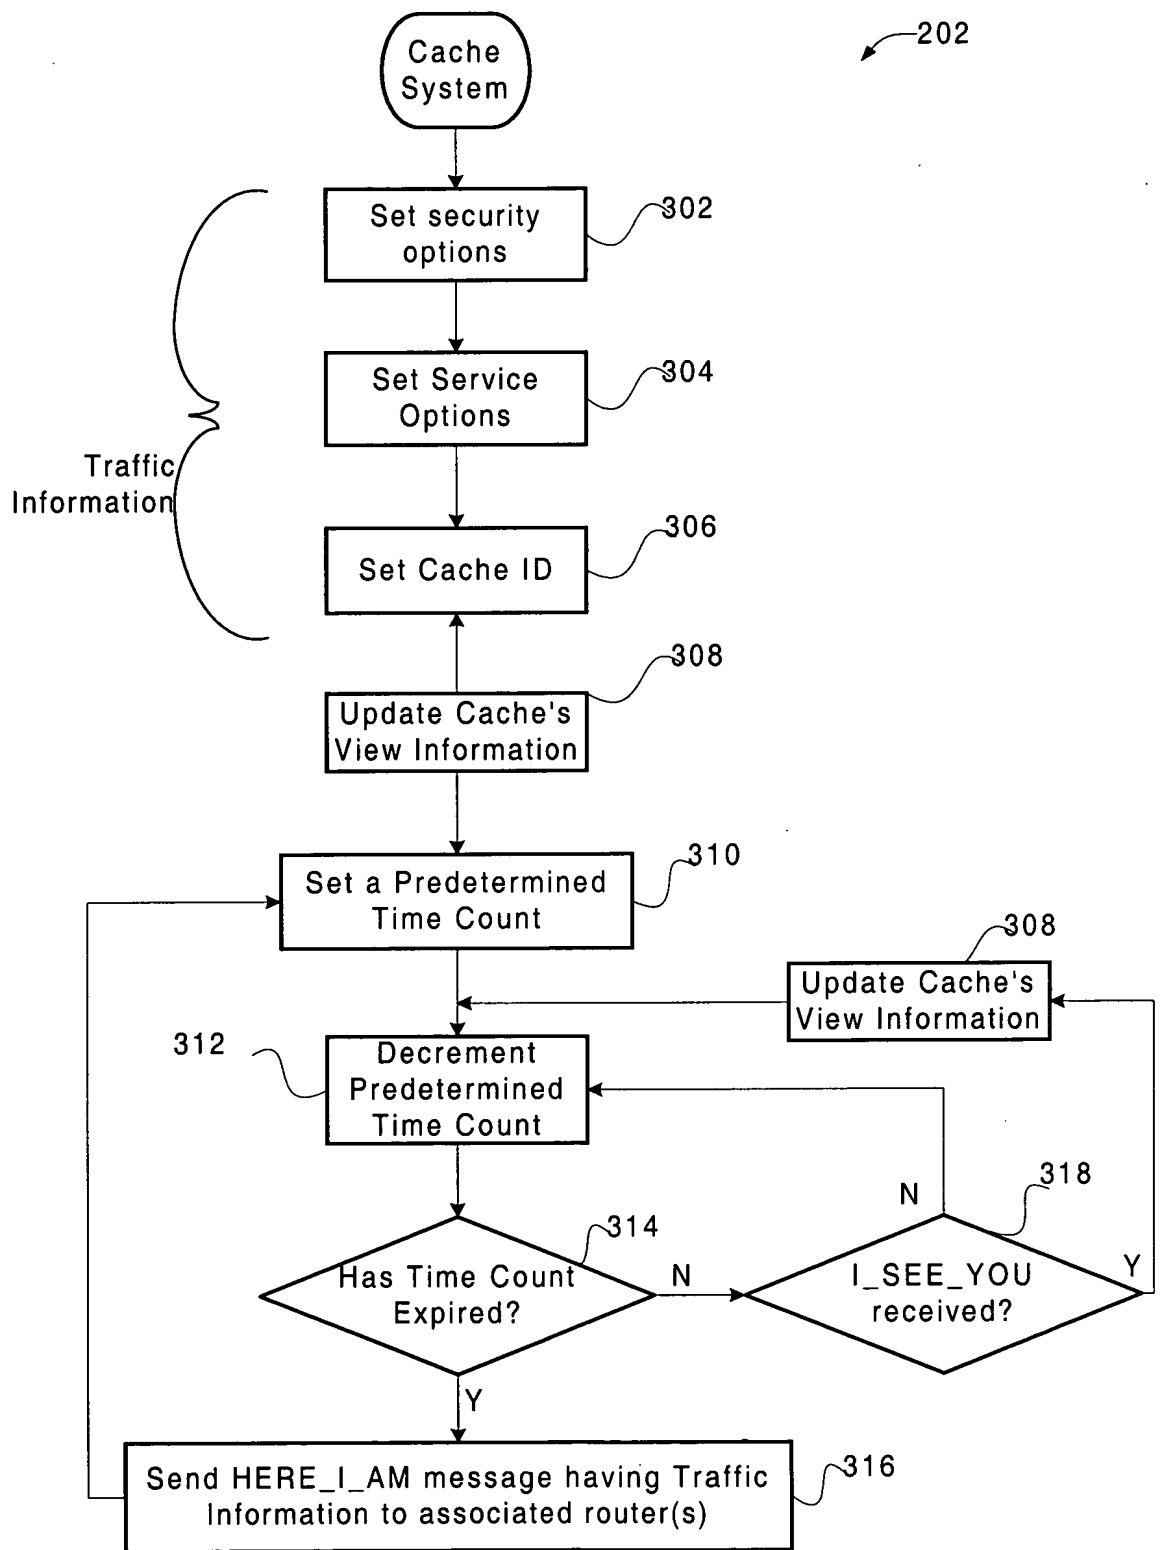 Cache
System
202
Set security
options
302
Set Service
Options
304
Traffic
Information
Set Cache ID
306
Update Cache's
View Information
308
Set a Predetermined
Time Count
310
Update Cache's
View Information
308
Decrement
Predetermined
Time Count
312
Has Time Count
Expired?
314
N
Y
I_SEE_YOU
received?
318
N
Y
Send HERE_I_AM message having Traffic
Information to associated router(s)
316